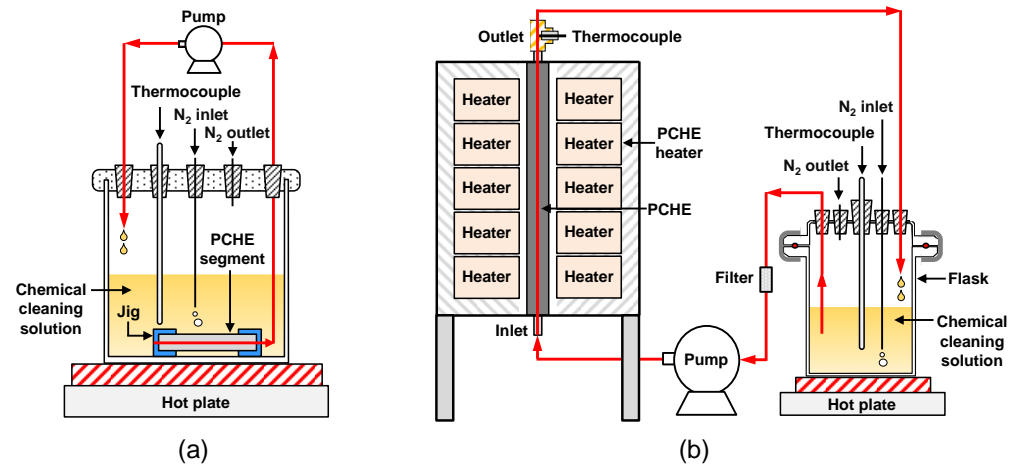 Pump
Thermocouple
N2 inlet
N2 outlet
PCHE
segment
Chemical
cleaning
solution
Jig
Hot plate
(a)
Outlet
Thermocouple
Heater
Heater
Heater
Heater
Heater
Heater
Heater
Heater
Heater
Heater
PCHE
heater
PCHE
Inlet
Pump
Filter
N2 inlet
Thermocouple
N2 outlet
Flask
Chemical
cleaning
solution
Hot plate
(b)